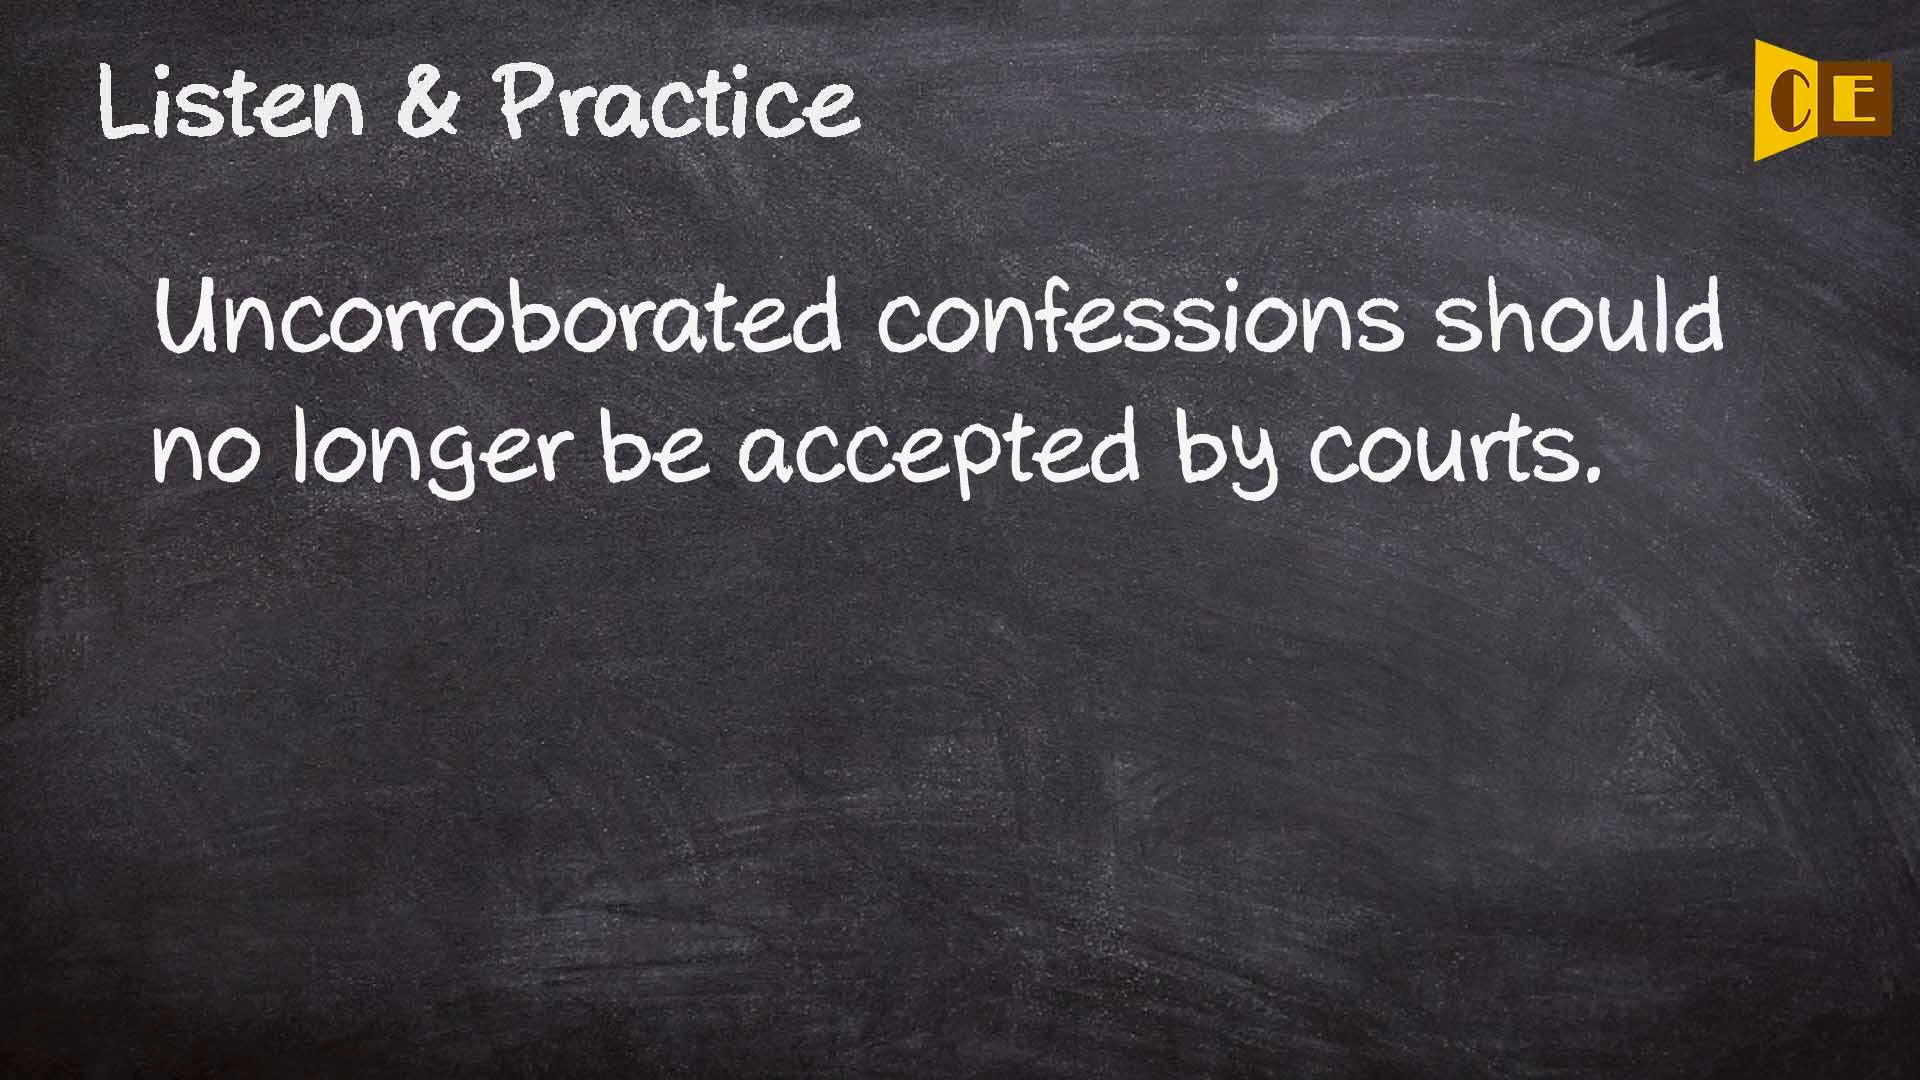 Listen & Practice
CE
Uncorroborated confessions should
no longer be accepted by courts.